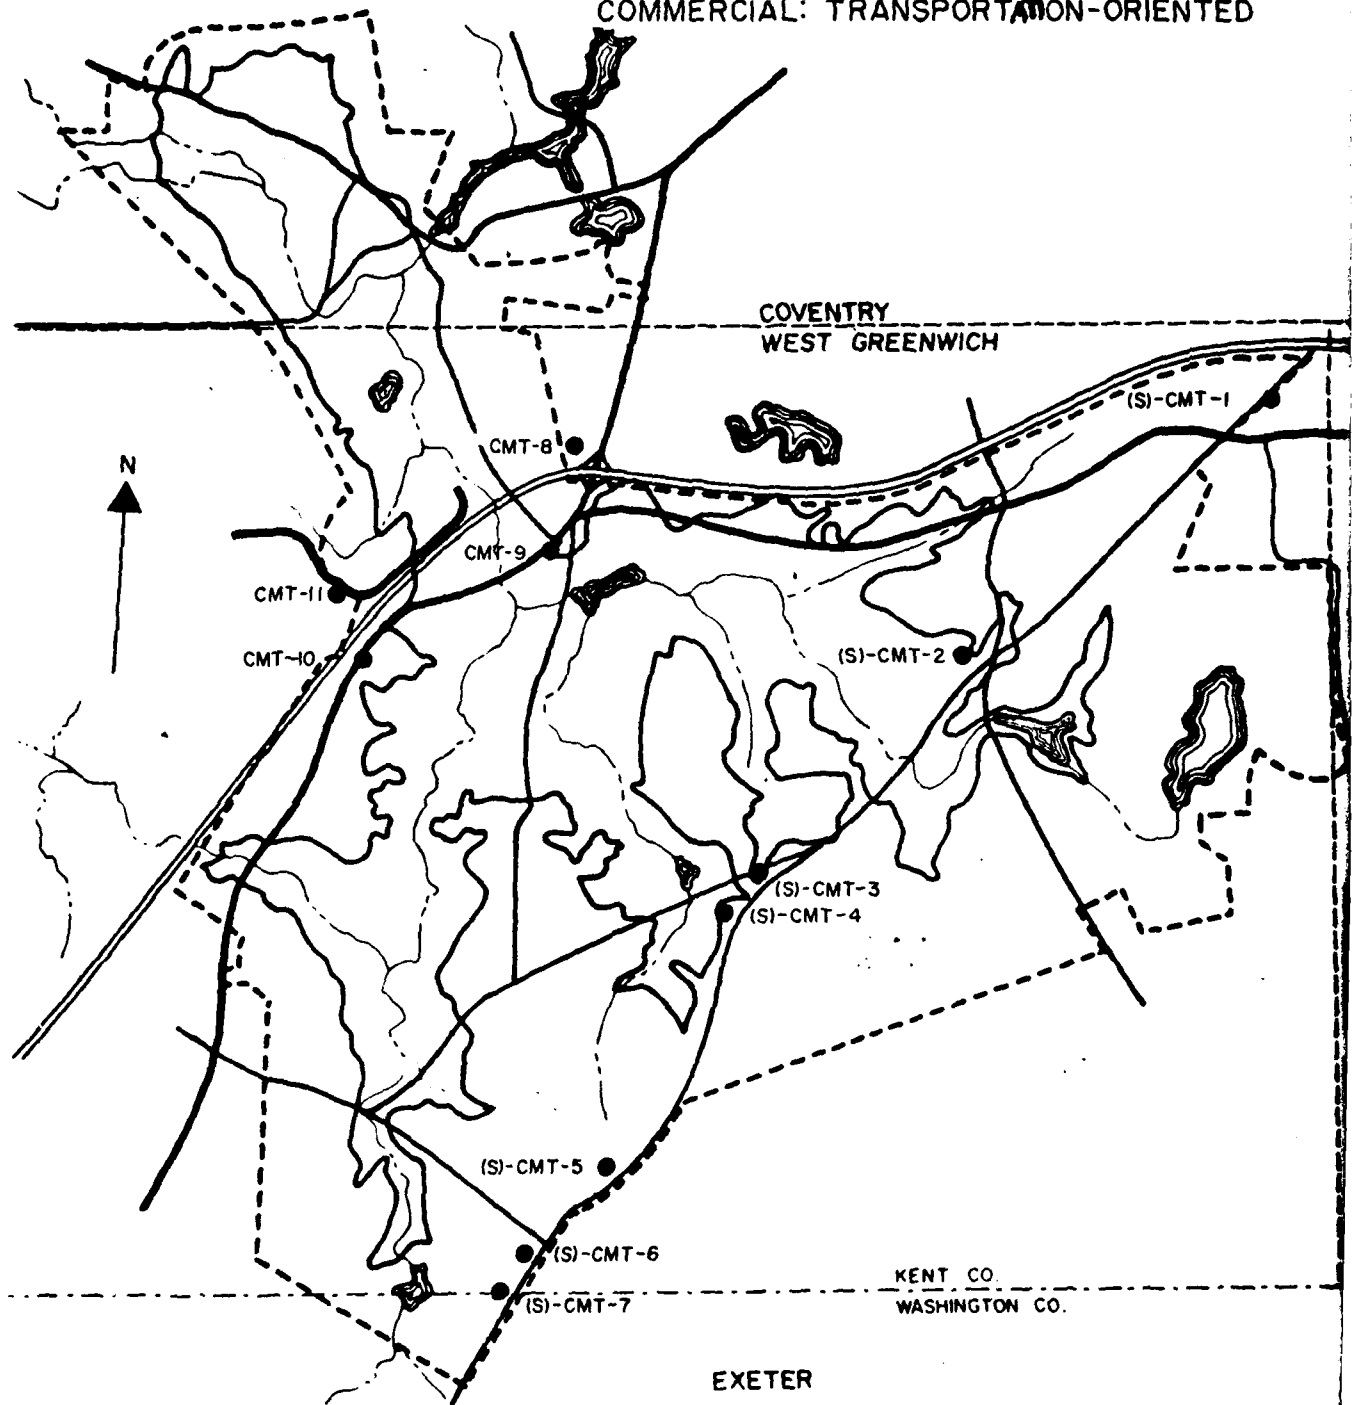 COMMERCIAL: TRANSPORTATION-ORIENTED
COVENTRY
WEST GREENWICH
(S)-CMT-1
CMT-8
N
CMT-9
CMT-11
CMT-10
(S)-CMT-2
(S)-CMT-3
(S)-CMT-4
(S)-CMT-5
(S)-CMT-6
KENT CO.
(S)-CMT-7
WASHINGTON CO.
EXETER